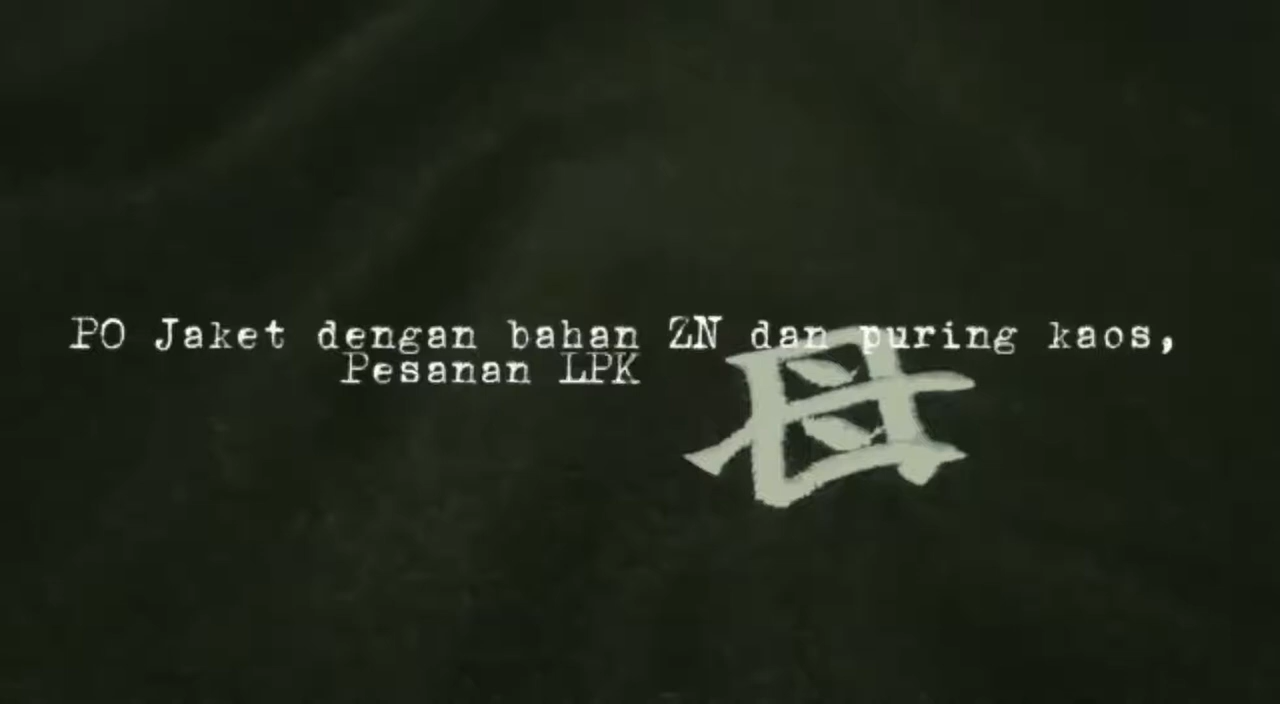 PO Jaket dengan bahan ZN dan puring kaos,
Pesanan LPK
母